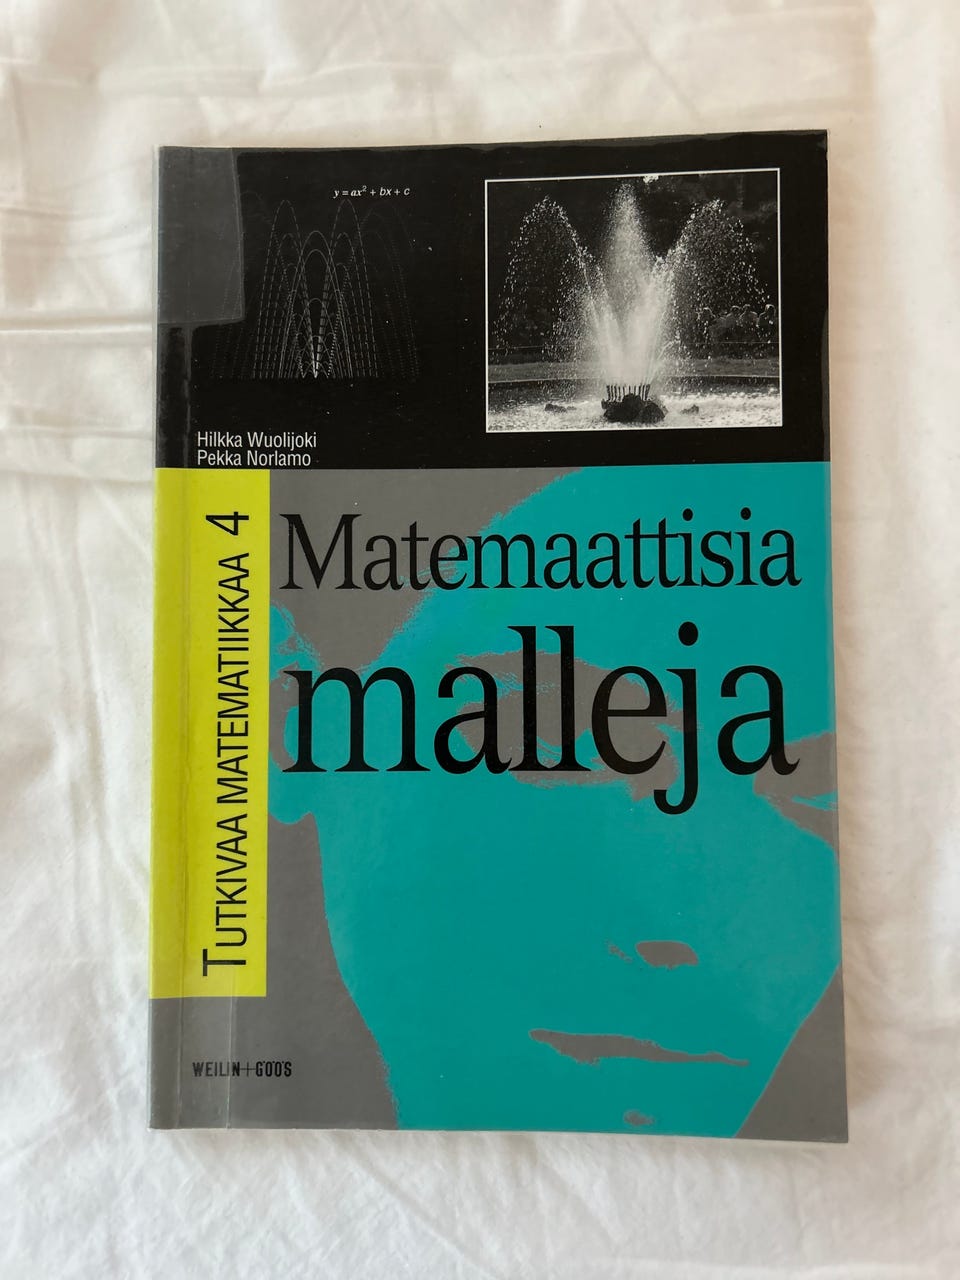 y = ax² + bx + c
Hilkka Wuolijoki
Pekka Norlamo
TUTKIVAA MATEMATIIKKAA 4
Matemaattisia
malleja
WEILIN+GÖÖS